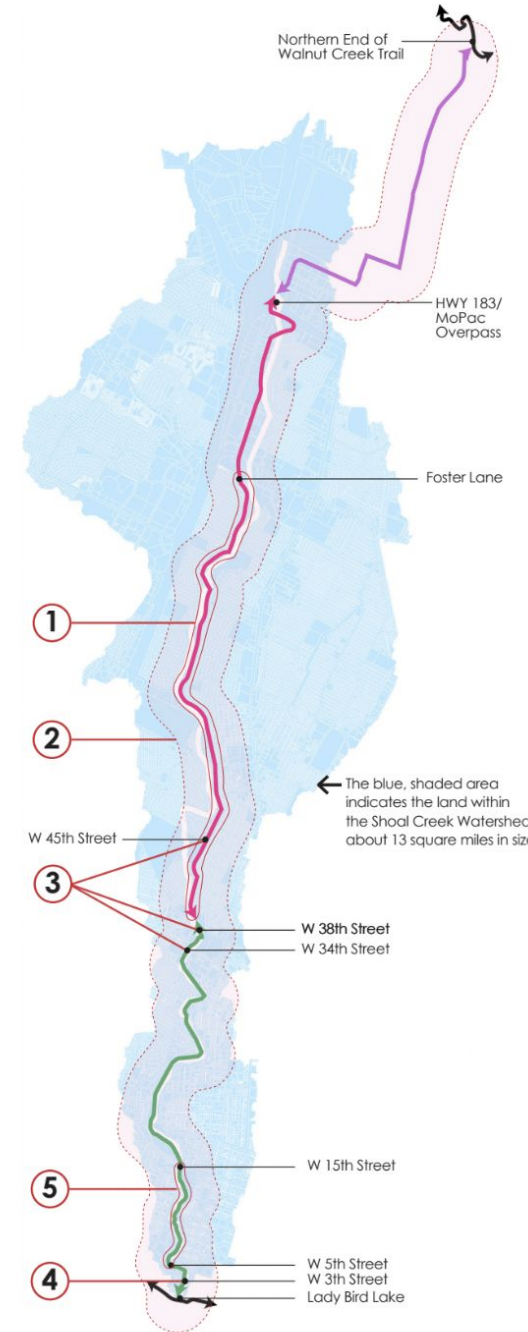 Northern End of
Walnut Creek Trail
HWY 183/
MoPac
Overpass
Foster Lane
1
2
The blue, shaded area
indicates the land within
the Shoal Creek Watershed
about 13 square miles in size
W 45th Street
3
W 38th Street
W 34th Street
W 15th Street
5
W 5th Street
4
W 3th Street
Lady Bird Lake